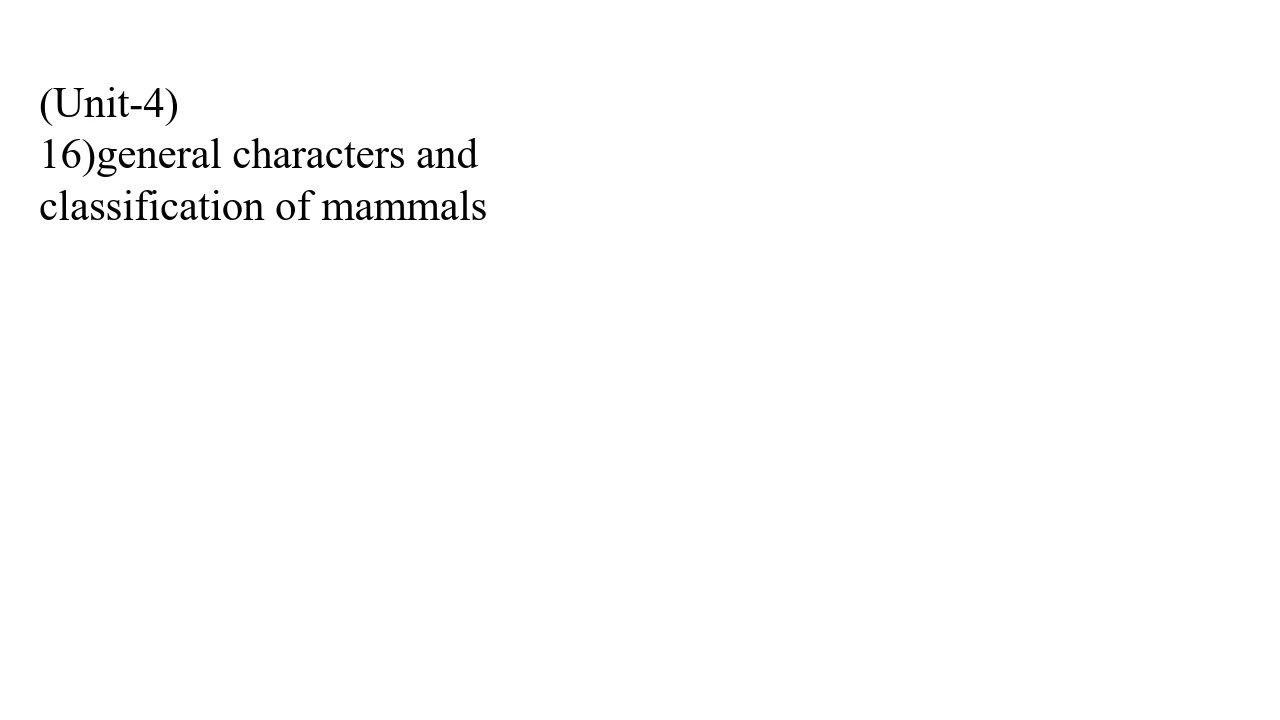 (Unit-4)
16)general characters and
classification of mammals